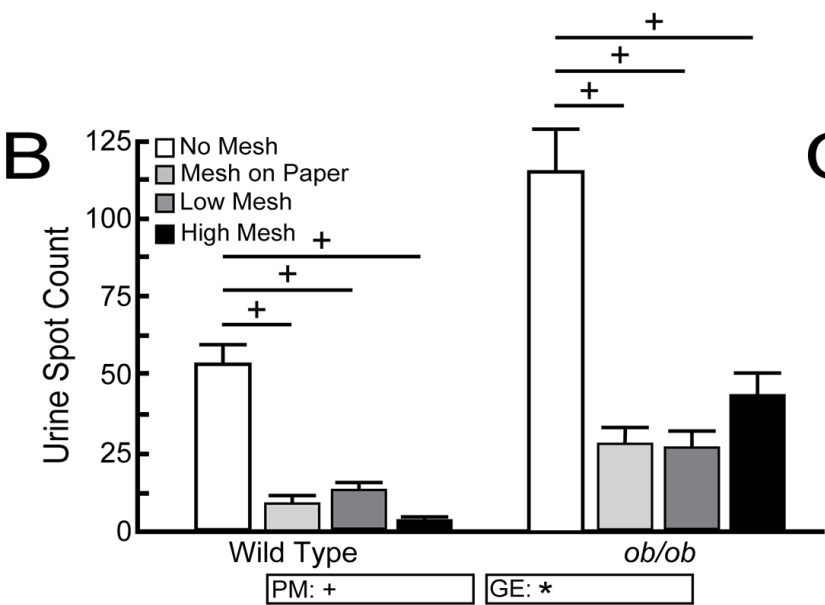 +
+
+
B
125
No Mesh
Mesh on Paper
100
Low Mesh
High Mesh
+
+
+
75
50
25
0
Urine Spot Count
Wild Type
ob/ob
PM: +
GE: *